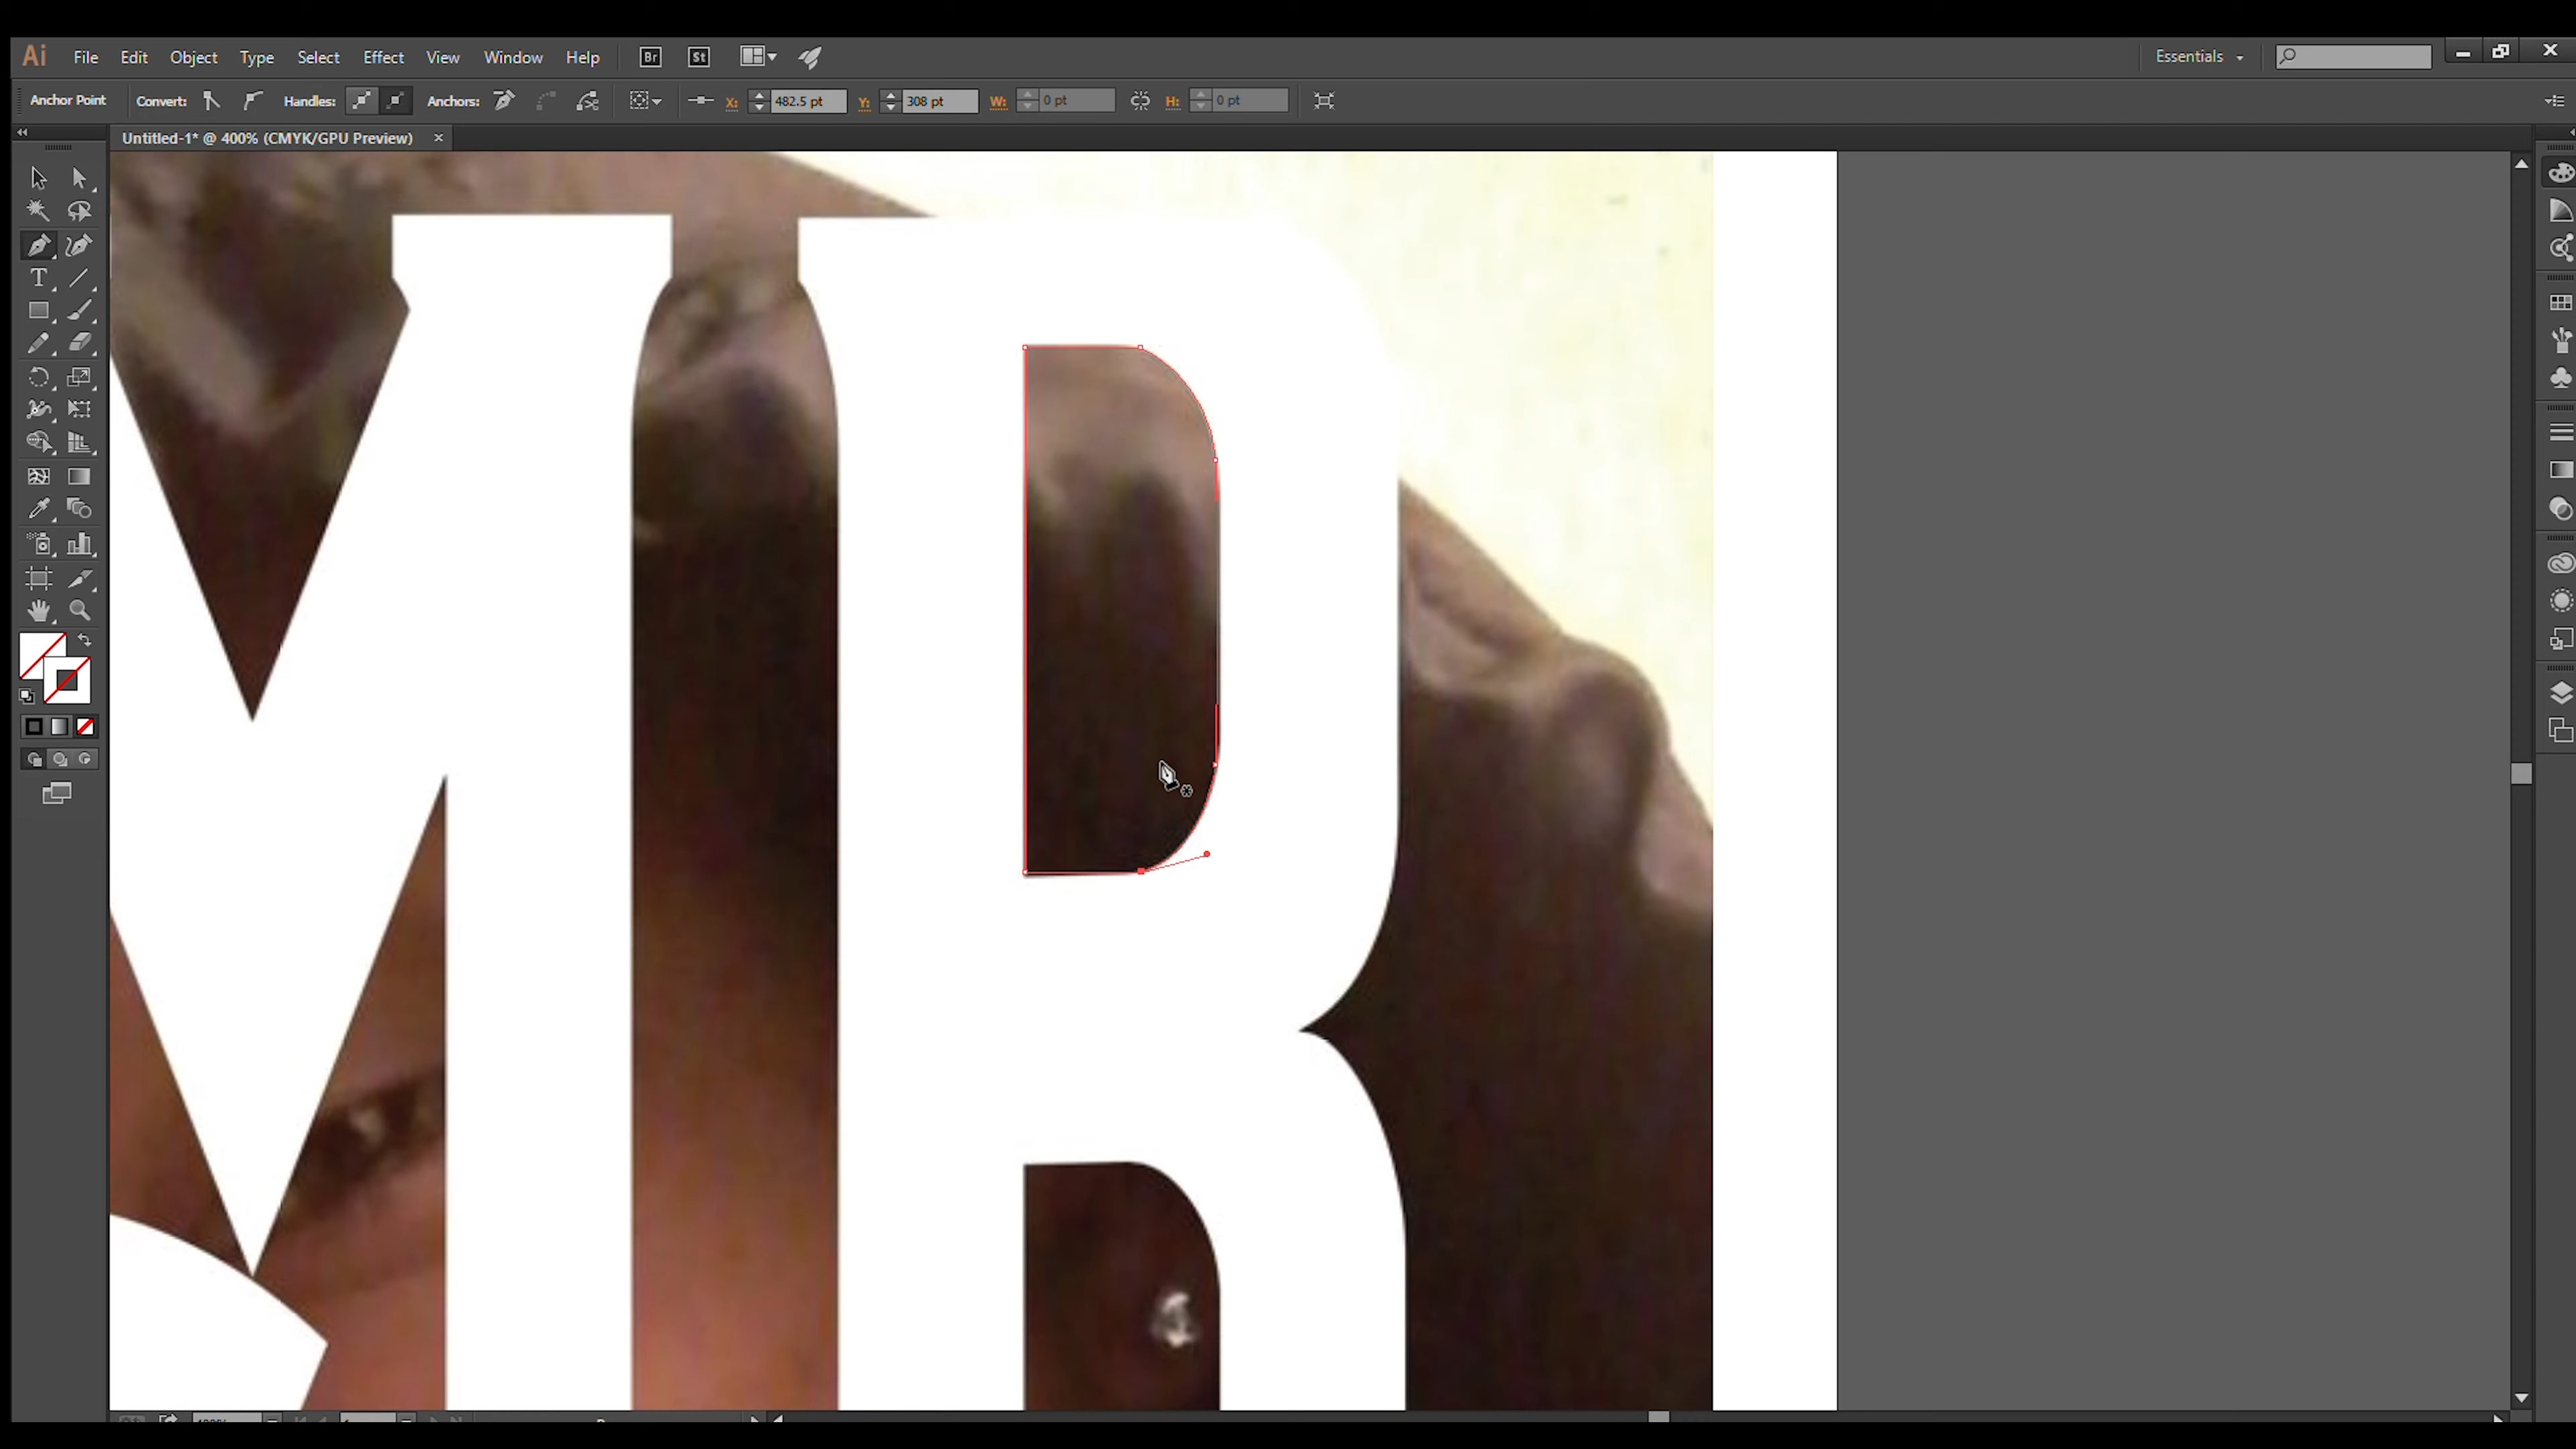 Ai File Edit Object Type Select Effect View Window Help Br St Essentials
Anchor Point Convert: Handles: Anchors: X: 482.5 pt Y: 308 pt W: 0 pt H: 0 pt
Untitled-1* @ 400% (CMYK/GPU Preview) ×
T
MR